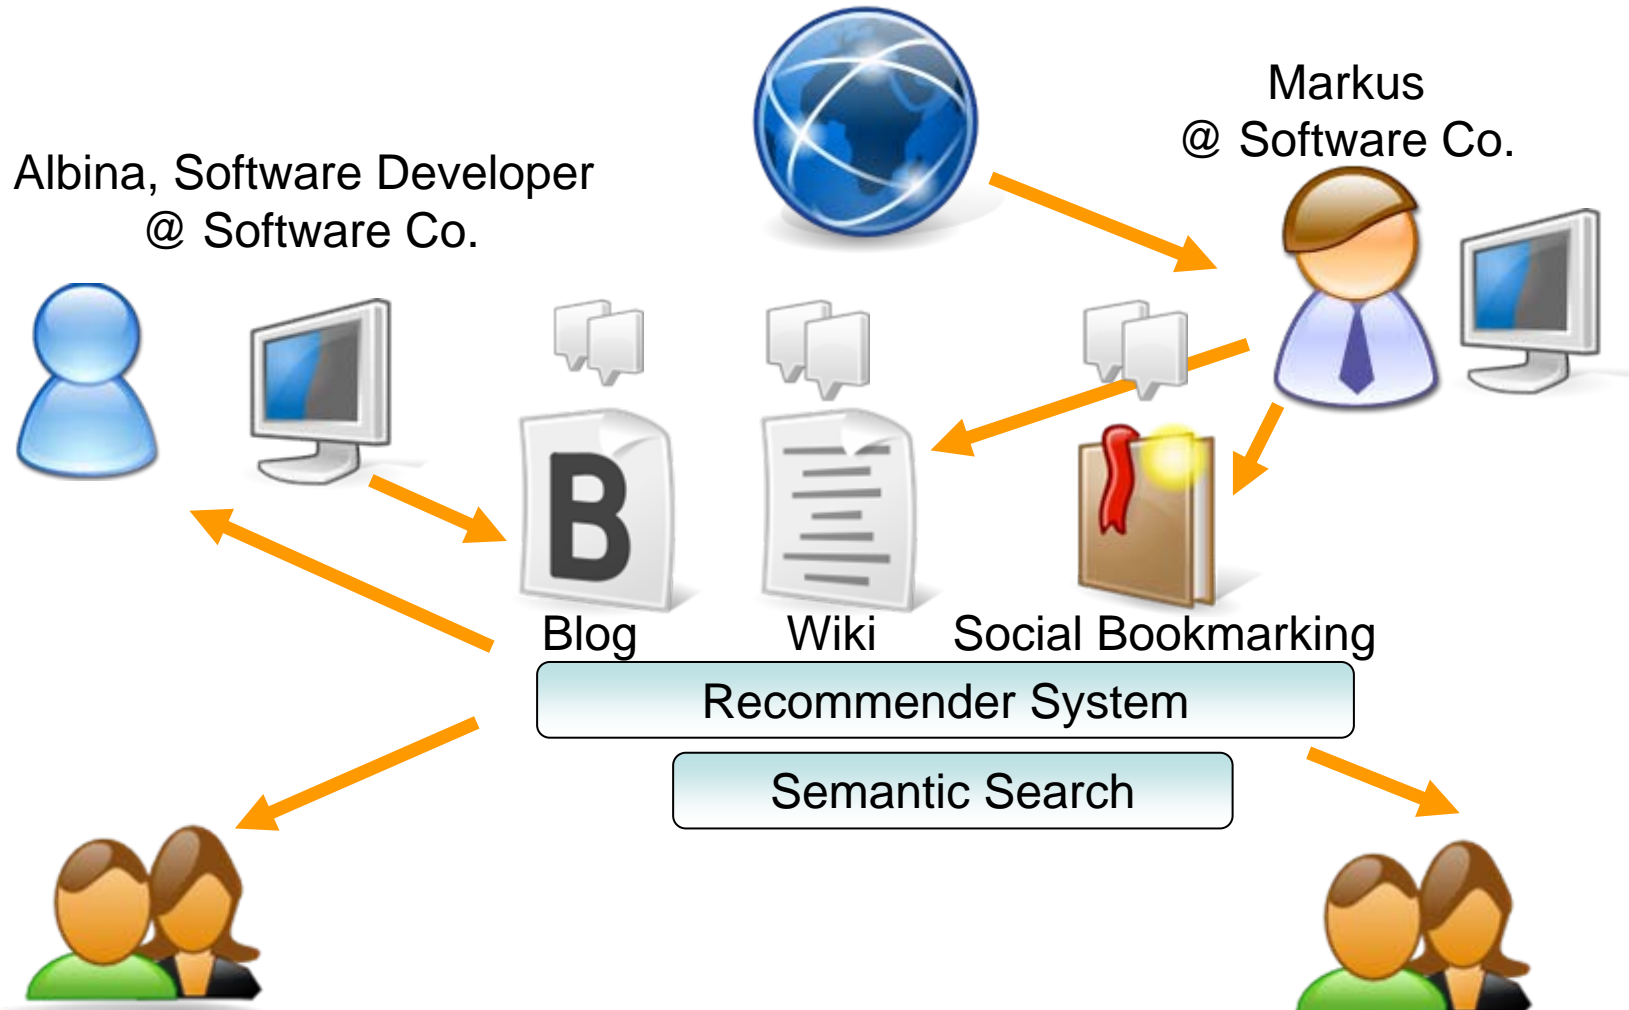 Markus
@ Software Co.
Albina, Software Developer
@ Software Co.
B
Blog
Wiki
Social Bookmarking
Recommender System
Semantic Search